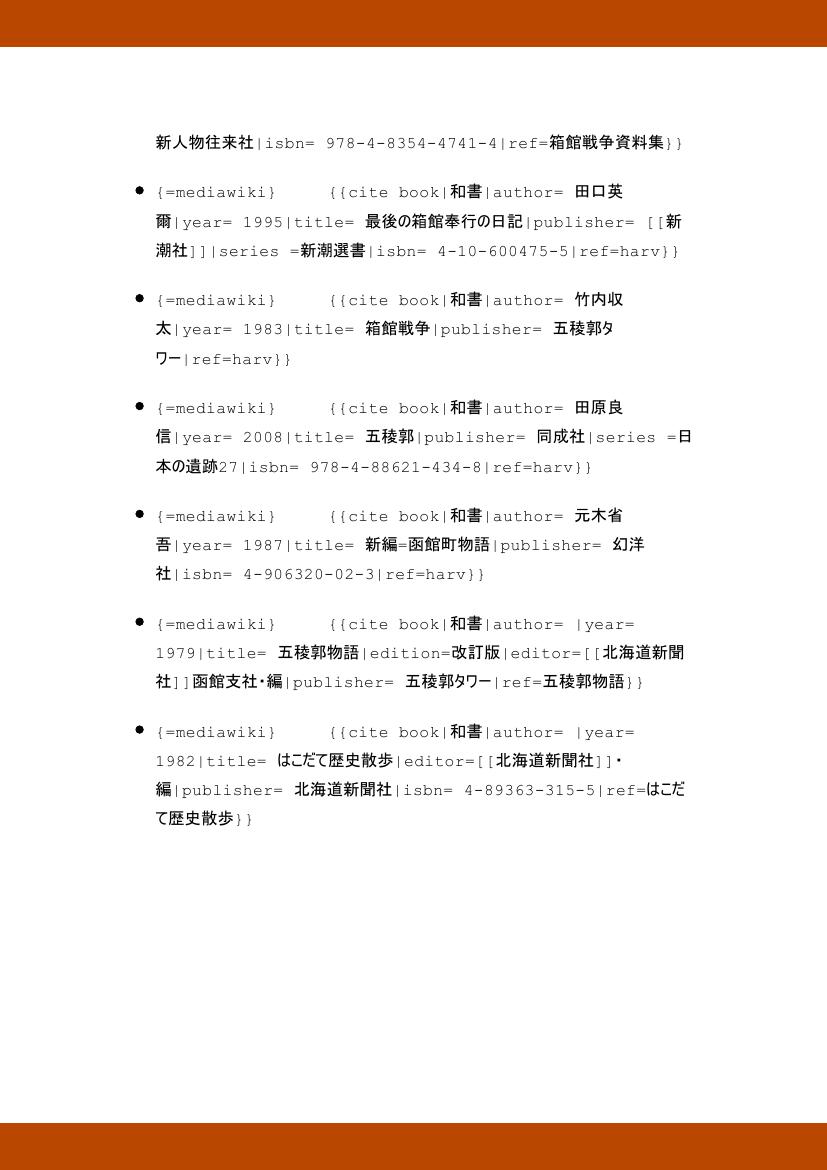 新人物往来社|isbn= 978-4-8354-4741-4|ref=箱館戦争資料集}}
● {=mediawiki} {{cite book|和書|author= 田口英
爾|year= 1995|title= 最後の箱館奉行の日記|publisher= [[新
潮社]]|series =新潮選書|isbn= 4-10-600475-5|ref=harv}}
● {=mediawiki} {{cite book|和書|author= 竹内収
太|year= 1983|title= 箱館戦争|publisher= 五稜郭タ
ワー|ref=harv}}
● {=mediawiki} {{cite book|和書|author= 田原良
信|year= 2008|title= 五稜郭|publisher= 同成社|series =日
本の遺跡27|isbn= 978-4-88621-434-8|ref=harv}}
● {=mediawiki} {{cite book|和書|author= 元木省
吾|year= 1987|title= 新編=函館町物語|publisher= 幻洋
社|isbn= 4-906320-02-3|ref=harv}}
● {=mediawiki} {{cite book|和書|author= |year=
1979|title= 五稜郭物語|edition=改訂版|editor=[[北海道新聞
社]]函館支社・編|publisher= 五稜郭タワー|ref=五稜郭物語}}
● {=mediawiki} {{cite book|和書|author= |year=
1982|title= はこだて歴史散歩|editor=[[北海道新聞社]]・
編|publisher= 北海道新聞社|isbn= 4-89363-315-5|ref=はこだ
て歴史散歩}}